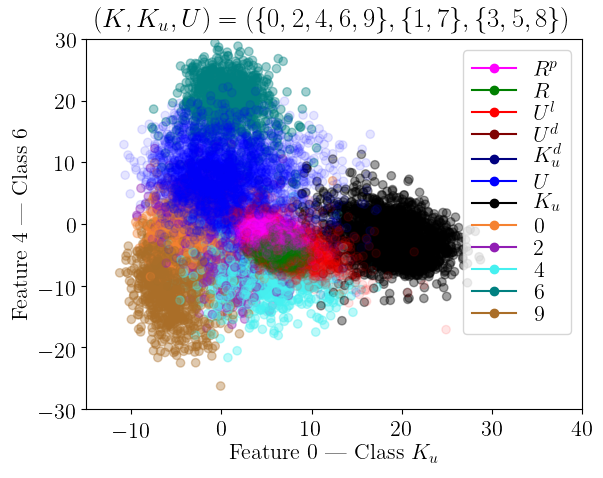 (K, K_u, U) = ({0, 2, 4, 6, 9}, {1, 7}, {3, 5, 8})
30
20
10
0
−10
−20
−30
−10
0
10
20
30
40
Feature 4 — Class 6
Feature 0 — Class K_u
R^p
R
U^l
U^d
K_u^d
U
K_u
0
2
4
6
9